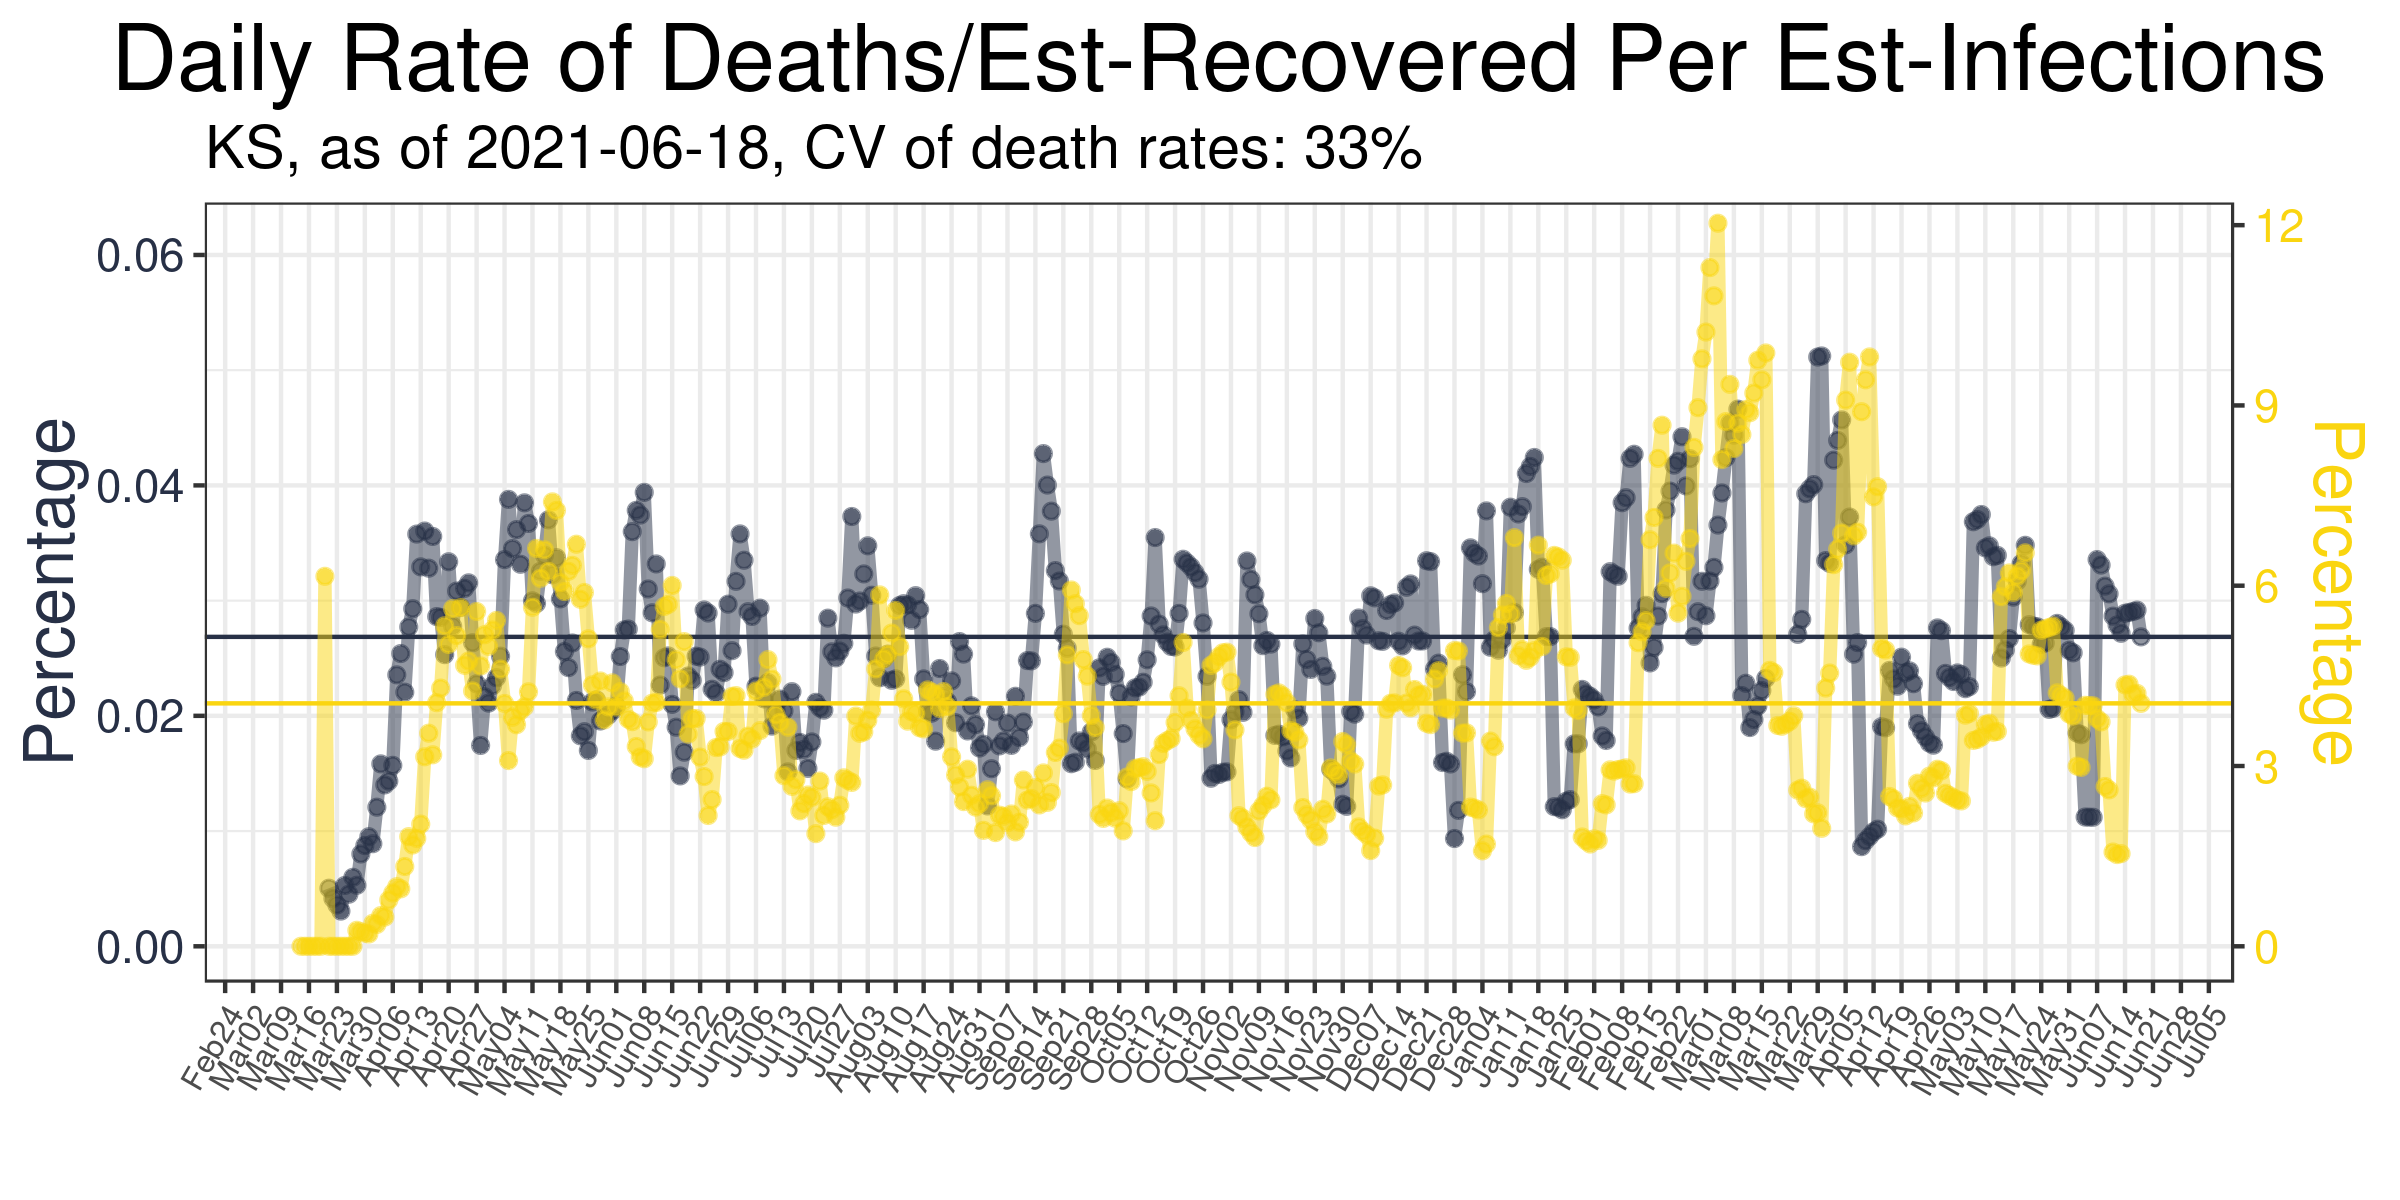 Daily Rate of Deaths/Est-Recovered Per Est-Infections
KS, as of 2021-06-18, CV of death rates: 33%
Percentage
0.06
0.04
0.02
0.00
12
9
6
3
0
Percentage
Feb24
Mar02
Mar09
Mar16
Mar23
Mar30
Apr06
Apr13
Apr20
Apr27
May04
May11
May18
May25
Jun01
Jun08
Jun15
Jun22
Jun29
Jul06
Jul13
Jul20
Jul27
Aug03
Aug10
Aug17
Aug24
Aug31
Sep07
Sep14
Sep21
Sep28
Oct05
Oct12
Oct19
Oct26
Nov02
Nov09
Nov16
Nov23
Nov30
Dec07
Dec14
Dec21
Dec28
Jan04
Jan11
Jan18
Jan25
Feb01
Feb08
Feb15
Feb22
Mar01
Mar08
Mar15
Mar22
Mar29
Apr05
Apr12
Apr19
Apr26
May03
May10
May17
May24
May31
Jun07
Jun14
Jun21
Jun28
Jul05